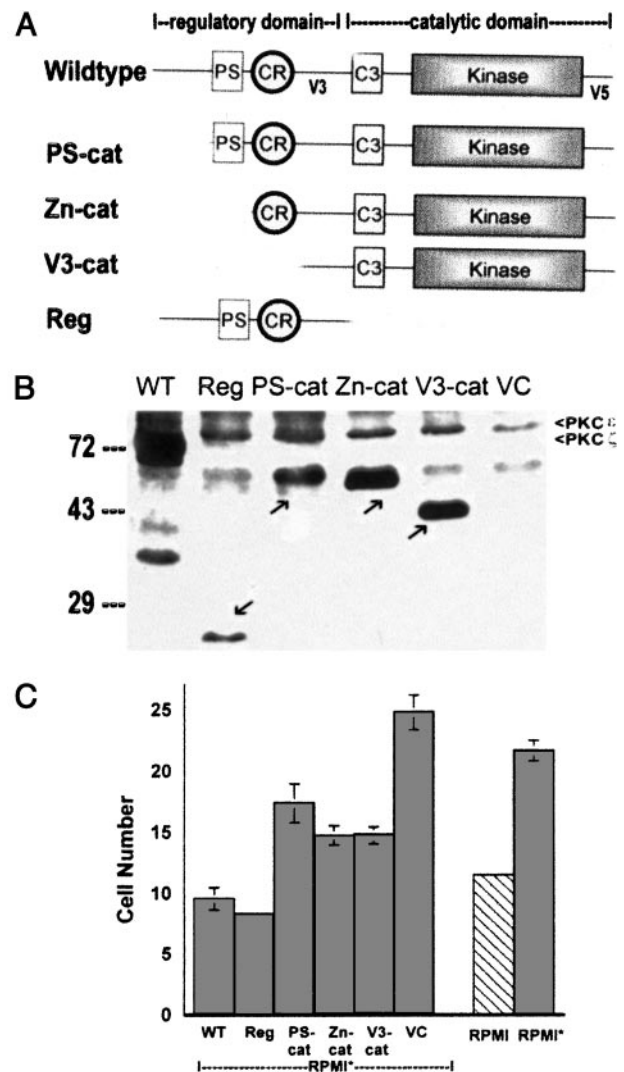 A
I--regulatory domain--I I--------catalytic domain--------I
Wildtype PS CR V3 C3 Kinase V5
PS-cat PS CR C3 Kinase
Zn-cat CR C3 Kinase
V3-cat C3 Kinase
Reg PS CR
B
WT Reg PS-cat Zn-cat V3-cat VC
<PKC ε
<PKC ζ
72 ---
43 ---
29 ---
C
Cell Number
25
20
15
10
5
0
WT Reg PS-cat Zn-cat V3-cat VC RPMI RPMI*
I----------------RPMI*----------------I